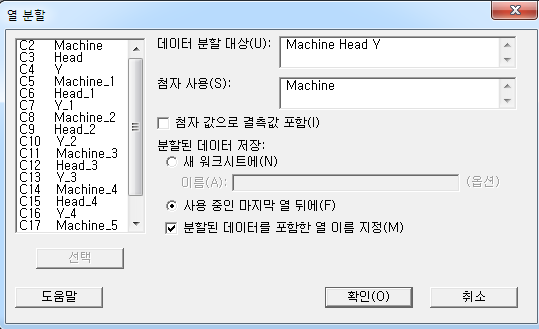 열 분할
C2 Machine
C3 Head
C4 Y
C5 Machine_1
C6 Head_1
C7 Y_1
C8 Machine_2
C9 Head_2
C10 Y_2
C11 Machine_3
C12 Head_3
C13 Y_3
C14 Machine_4
C15 Head_4
C16 Y_4
C17 Machine_5
데이터 분할 대상(U): Machine Head Y
첨자 사용(S): Machine
첨자 값으로 결측값 포함(I)
분할된 데이터 저장:
새 워크시트에(N)
이름(A): (옵션)
사용 중인 마지막 열 뒤에(F)
분할된 데이터를 포함한 열 이름 지정(M)
선택
도움말 확인(O) 취소